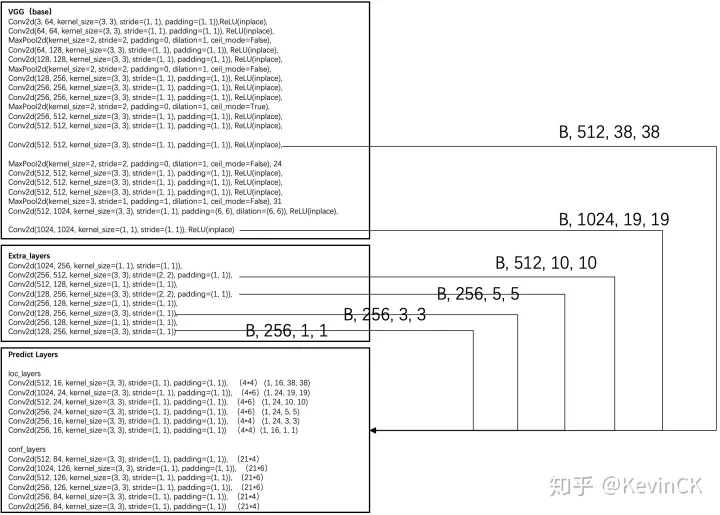 VGG（base）
Conv2d(3, 64, kernel_size=(3, 3), stride=(1, 1), padding=(1, 1)),ReLU(inplace),
Conv2d(64, 64, kernel_size=(3, 3), stride=(1, 1), padding=(1, 1)), ReLU(inplace),
MaxPool2d(kernel_size=2, stride=2, padding=0, dilation=1, ceil_mode=False),
Conv2d(64, 128, kernel_size=(3, 3), stride=(1, 1), padding=(1, 1)), ReLU(inplace),
Conv2d(128, 128, kernel_size=(3, 3), stride=(1, 1), padding=(1, 1)), ReLU(inplace),
MaxPool2d(kernel_size=2, stride=2, padding=0, dilation=1, ceil_mode=False),
Conv2d(128, 256, kernel_size=(3, 3), stride=(1, 1), padding=(1, 1)), ReLU(inplace),
Conv2d(256, 256, kernel_size=(3, 3), stride=(1, 1), padding=(1, 1)), ReLU(inplace),
Conv2d(256, 256, kernel_size=(3, 3), stride=(1, 1), padding=(1, 1)), ReLU(inplace),
MaxPool2d(kernel_size=2, stride=2, padding=0, dilation=1, ceil_mode=True),
Conv2d(256, 512, kernel_size=(3, 3), stride=(1, 1), padding=(1, 1)), ReLU(inplace),
Conv2d(512, 512, kernel_size=(3, 3), stride=(1, 1), padding=(1, 1)), ReLU(inplace),
Conv2d(512, 512, kernel_size=(3, 3), stride=(1, 1), padding=(1, 1)), ReLU(inplace),
B, 512, 38, 38
MaxPool2d(kernel_size=2, stride=2, padding=0, dilation=1, ceil_mode=False), 24
Conv2d(512, 512, kernel_size=(3, 3), stride=(1, 1), padding=(1, 1)), ReLU(inplace),
Conv2d(512, 512, kernel_size=(3, 3), stride=(1, 1), padding=(1, 1)), ReLU(inplace),
Conv2d(512, 512, kernel_size=(3, 3), stride=(1, 1), padding=(1, 1)), ReLU(inplace),
MaxPool2d(kernel_size=3, stride=1, padding=1, dilation=1, ceil_mode=False), 31
Conv2d(512, 1024, kernel_size=(3, 3), stride=(1, 1), padding=(6, 6), dilation=(6, 6)), ReLU(inplace),
Conv2d(1024, 1024, kernel_size=(1, 1), stride=(1, 1)), ReLU(inplace)
B, 1024, 19, 19
Extra_layers
Conv2d(1024, 256, kernel_size=(1, 1), stride=(1, 1)),
Conv2d(256, 512, kernel_size=(3, 3), stride=(2, 2), padding=(1, 1)),
B, 512, 10, 10
Conv2d(512, 128, kernel_size=(1, 1), stride=(1, 1)),
Conv2d(128, 256, kernel_size=(3, 3), stride=(2, 2), padding=(1, 1)),
B, 256, 5, 5
Conv2d(256, 128, kernel_size=(1, 1), stride=(1, 1)),
Conv2d(128, 256, kernel_size=(3, 3), stride=(1, 1)),
B, 256, 3, 3
Conv2d(256, 128, kernel_size=(1, 1), stride=(1, 1)),
Conv2d(128, 256, kernel_size=(3, 3), stride=(1, 1)
B, 256, 1, 1
Predict Layers
loc_layers
Conv2d(512, 16, kernel_size=(3, 3), stride=(1, 1), padding=(1, 1)), （4*4）(1, 16, 38, 38)
Conv2d(1024, 24, kernel_size=(3, 3), stride=(1, 1), padding=(1, 1)), （4*6）(1, 24, 19, 19)
Conv2d(512, 24, kernel_size=(3, 3), stride=(1, 1), padding=(1, 1)), （4*6）(1, 24, 10, 10)
Conv2d(256, 24, kernel_size=(3, 3), stride=(1, 1), padding=(1, 1)), （4*6）(1, 24, 5, 5)
Conv2d(256, 16, kernel_size=(3, 3), stride=(1, 1), padding=(1, 1)), （4*4）(1, 24, 3, 3)
Conv2d(256, 16, kernel_size=(3, 3), stride=(1, 1), padding=(1, 1)) （4*4）(1, 16, 1, 1)
conf_layers
Conv2d(512, 84, kernel_size=(3, 3), stride=(1, 1), padding=(1, 1)), （21*4）
Conv2d(1024, 126, kernel_size=(3, 3), stride=(1, 1), padding=(1, 1)), （21*6）
Conv2d(512, 126, kernel_size=(3, 3), stride=(1, 1), padding=(1, 1)), （21*6）
Conv2d(256, 126, kernel_size=(3, 3), stride=(1, 1), padding=(1, 1)), （21*6）
Conv2d(256, 84, kernel_size=(3, 3), stride=(1, 1), padding=(1, 1)), （21*4）
Conv2d(256, 84, kernel_size=(3, 3), stride=(1, 1), padding=(1, 1)) （21*4）
知乎 @KevinCK